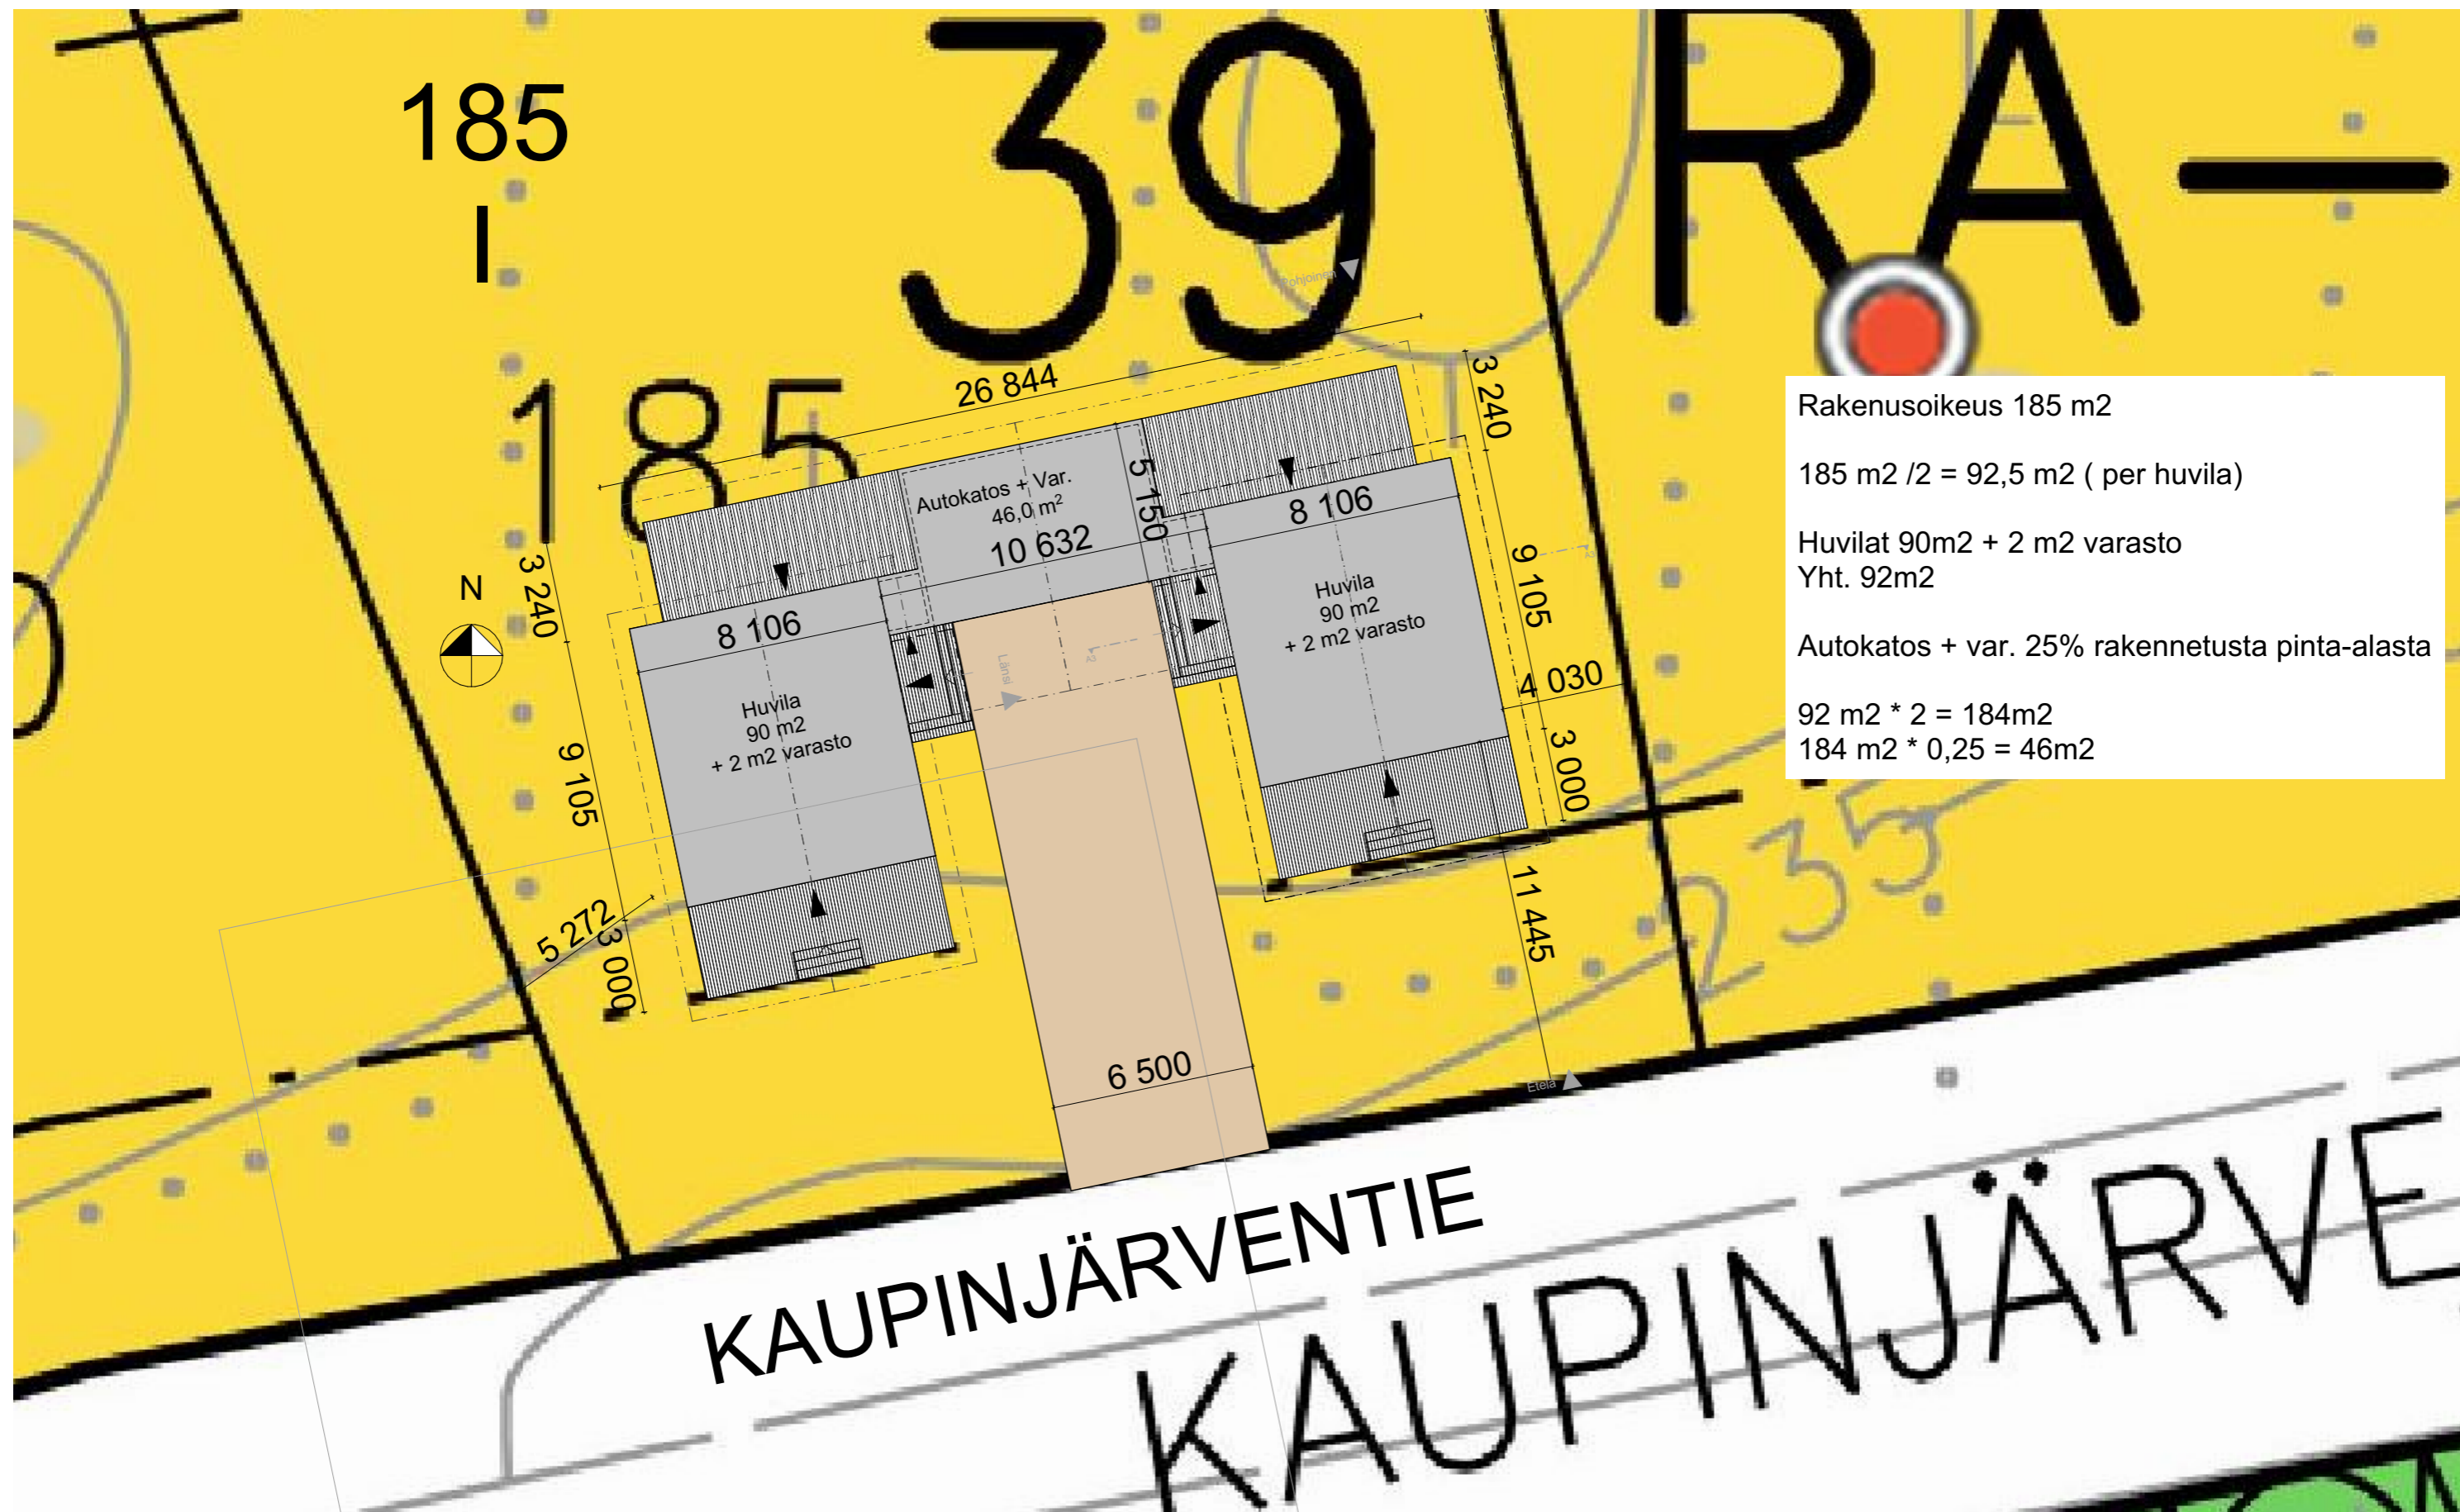 185
I
39
RA-
185
Pohjoinen
26 844
3 240
Autokatos + Var.
46,0 m²
5 150
10 632
8 106
8 106
N
3 240
9 105
Huvila
90 m2
+ 2 m2 varasto
Huvila
90 m2
+ 2 m2 varasto
Länsi
9 105
4 030
3 000
5 272
3 000
11 445
6 500
Etelä
235
Rakenusoikeus 185 m2
185 m2 /2 = 92,5 m2 ( per huvila)
Huvilat 90m2 + 2 m2 varasto
Yht. 92m2
Autokatos + var. 25% rakennetusta pinta-alasta
92 m2 * 2 = 184m2
184 m2 * 0,25 = 46m2
KAUPINJÄRVENTIE
KAUPINJÄRVE